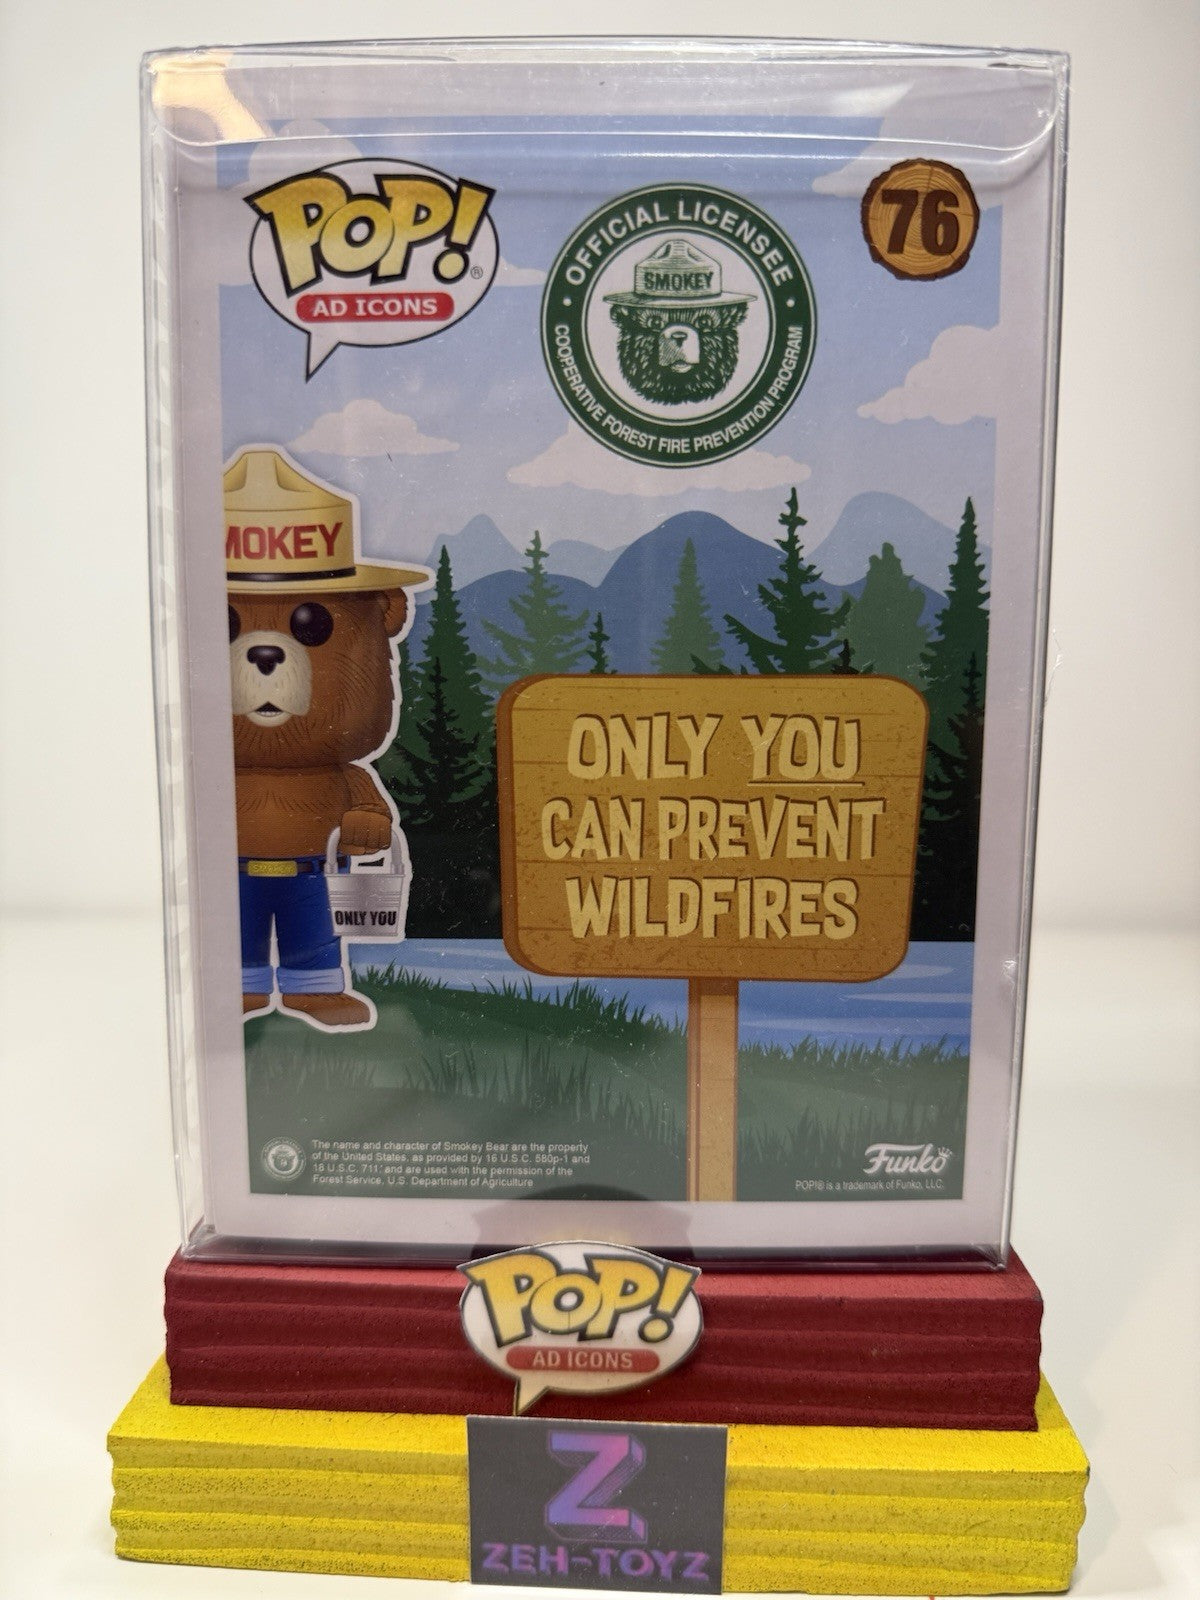 POP!®
AD ICONS
OFFICIAL LICENSEE
SMOKEY
COOPERATIVE FOREST FIRE PREVENTION PROGRAM
76
MOKEY
ONLY YOU
CAN PREVENT
WILDFIRES
ONLY YOU
The name and character of Smokey Bear are the property
of the United States, as provided by 16 U.S.C. 580p-1 and
18 U.S.C. 711, and are used with the permission of the
Forest Service, U.S. Department of Agriculture
Funko
POP!® is a trademark of Funko, LLC.
POP!
AD ICONS
Z
ZEH-TOYZ